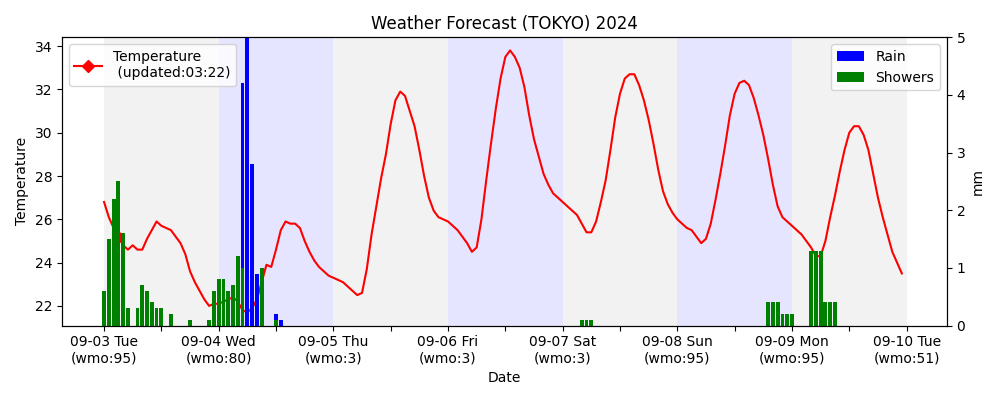 Weather Forecast (TOKYO) 2024
Temperature
(updated:03:22)
Rain
Showers
34
32
30
28
26
24
22
Temperature
5
4
3
2
1
0
mm
09-03 Tue
(wmo:95)
09-04 Wed
(wmo:80)
09-05 Thu
(wmo:3)
09-06 Fri
(wmo:3)
09-07 Sat
(wmo:3)
09-08 Sun
(wmo:95)
09-09 Mon
(wmo:95)
09-10 Tue
(wmo:51)
Date